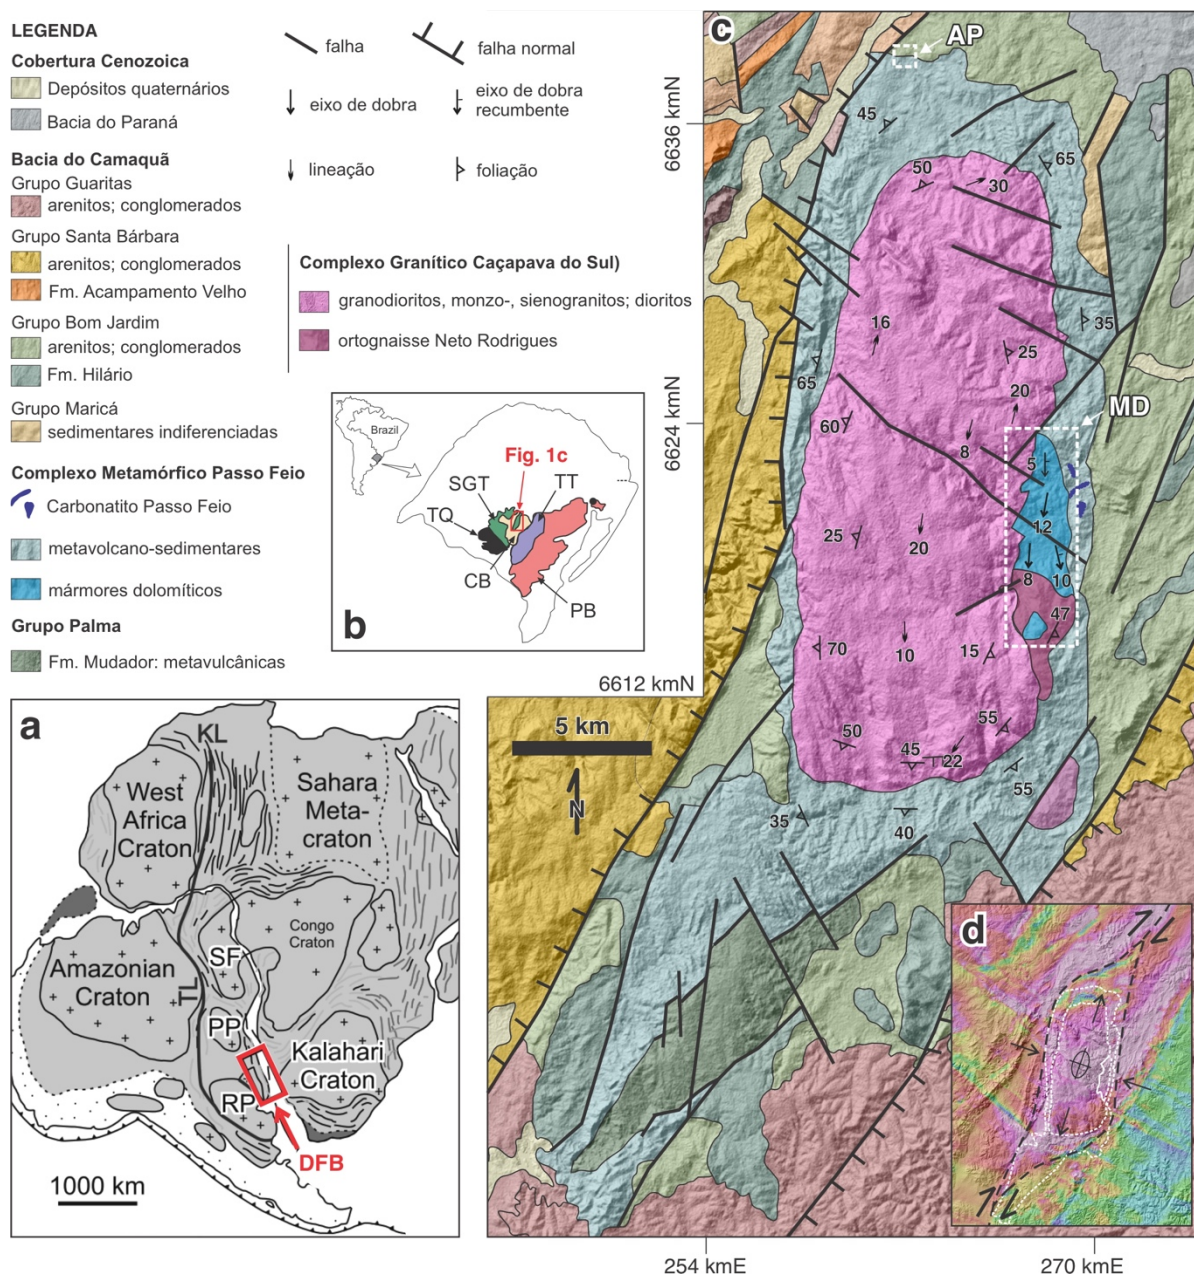 LEGENDA
Cobertura Cenozoica
Depósitos quaternários
Bacia do Paraná
Bacia do Camaquã
Grupo Guaritas
arenitos; conglomerados
Grupo Santa Bárbara
arenitos; conglomerados
Fm. Acampamento Velho
Grupo Bom Jardim
arenitos; conglomerados
Fm. Hilário
Grupo Maricá
sedimentares indiferenciadas
Complexo Metamórfico Passo Feio
Carbonatito Passo Feio
metavolcano-sedimentares
mármores dolomíticos
Grupo Palma
Fm. Mudador: metavulcânicas
falha
falha normal
eixo de dobra
eixo de dobra
recumbente
lineação
foliação
Complexo Granítico Caçapava do Sul)
granodioritos, monzo-, sienogranitos; dioritos
ortognaisse Neto Rodrigues
Brazil
Fig. 1c
SGT
TT
TQ
CB
PB
b
a
KL
West
Africa
Craton
Sahara
Meta-
craton
Congo
Craton
SF
Amazonian
Craton
TL
PP
Kalahari
Craton
RP
DFB
1000 km
c
AP
6636 kmN
45
65
50
30
16
35
25
65
20
6624 kmN
MD
60
8
5
12
25
20
8
10
47
70
10
15
6612 kmN
5 km
N
50
55
45
22
55
35
40
d
254 kmE
270 kmE